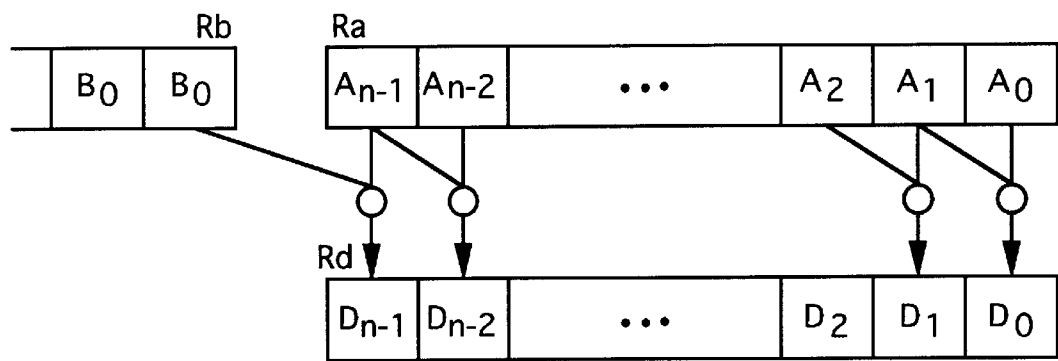 Rb Ra
B0 B0 An-1 An-2 ••• A2 A1 A0
Rd
Dn-1 Dn-2 ••• D2 D1 D0